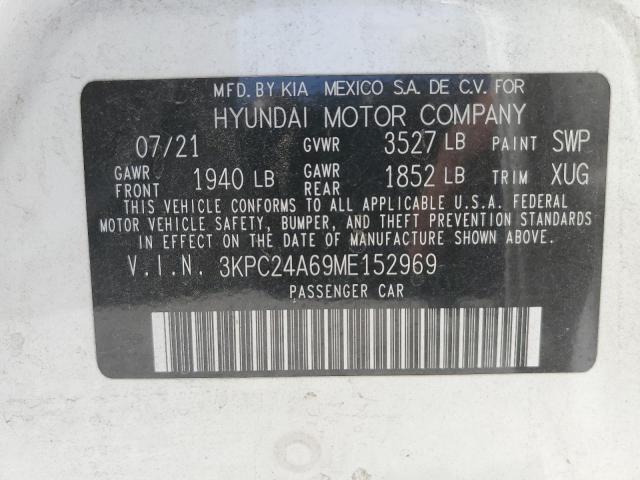 MFD. BY KIA MEXICO S.A. DE C.V. FOR
HYUNDAI MOTOR COMPANY
07/21 GVWR 3527 LB PAINT SWP
GAWR FRONT 1940 LB GAWR REAR 1852 LB TRIM XUG
THIS VEHICLE CONFORMS TO ALL APPLICABLE U.S.A. FEDERAL
MOTOR VEHICLE SAFETY, BUMPER, AND THEFT PREVENTION STANDARDS
IN EFFECT ON THE DATE OF MANUFACTURE SHOWN ABOVE.
V.I.N. 3KPC24A69ME152969
PASSENGER CAR